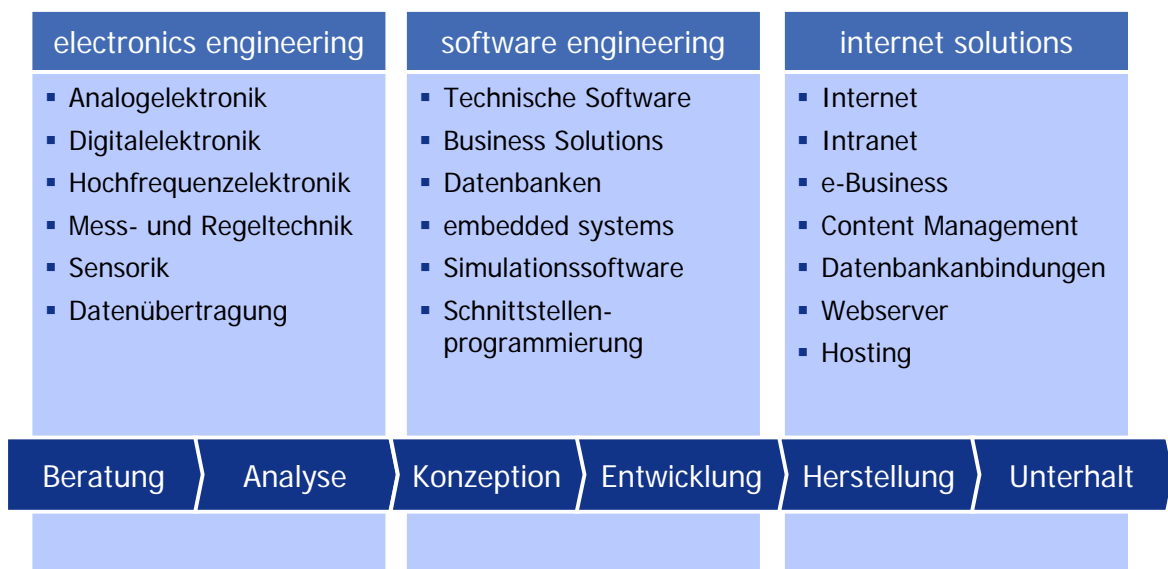 electronics engineering
Analogelektronik
Digitalelektronik
Hochfrequenzelektronik
Mess- und Regeltechnik
Sensorik
Datenübertragung
software engineering
Technische Software
Business Solutions
Datenbanken
embedded systems
Simulationssoftware
Schnittstellen-
programmierung
internet solutions
Internet
Intranet
e-Business
Content Management
Datenbankanbindungen
Webserver
Hosting
Beratung
Analyse
Konzeption
Entwicklung
Herstellung
Unterhalt